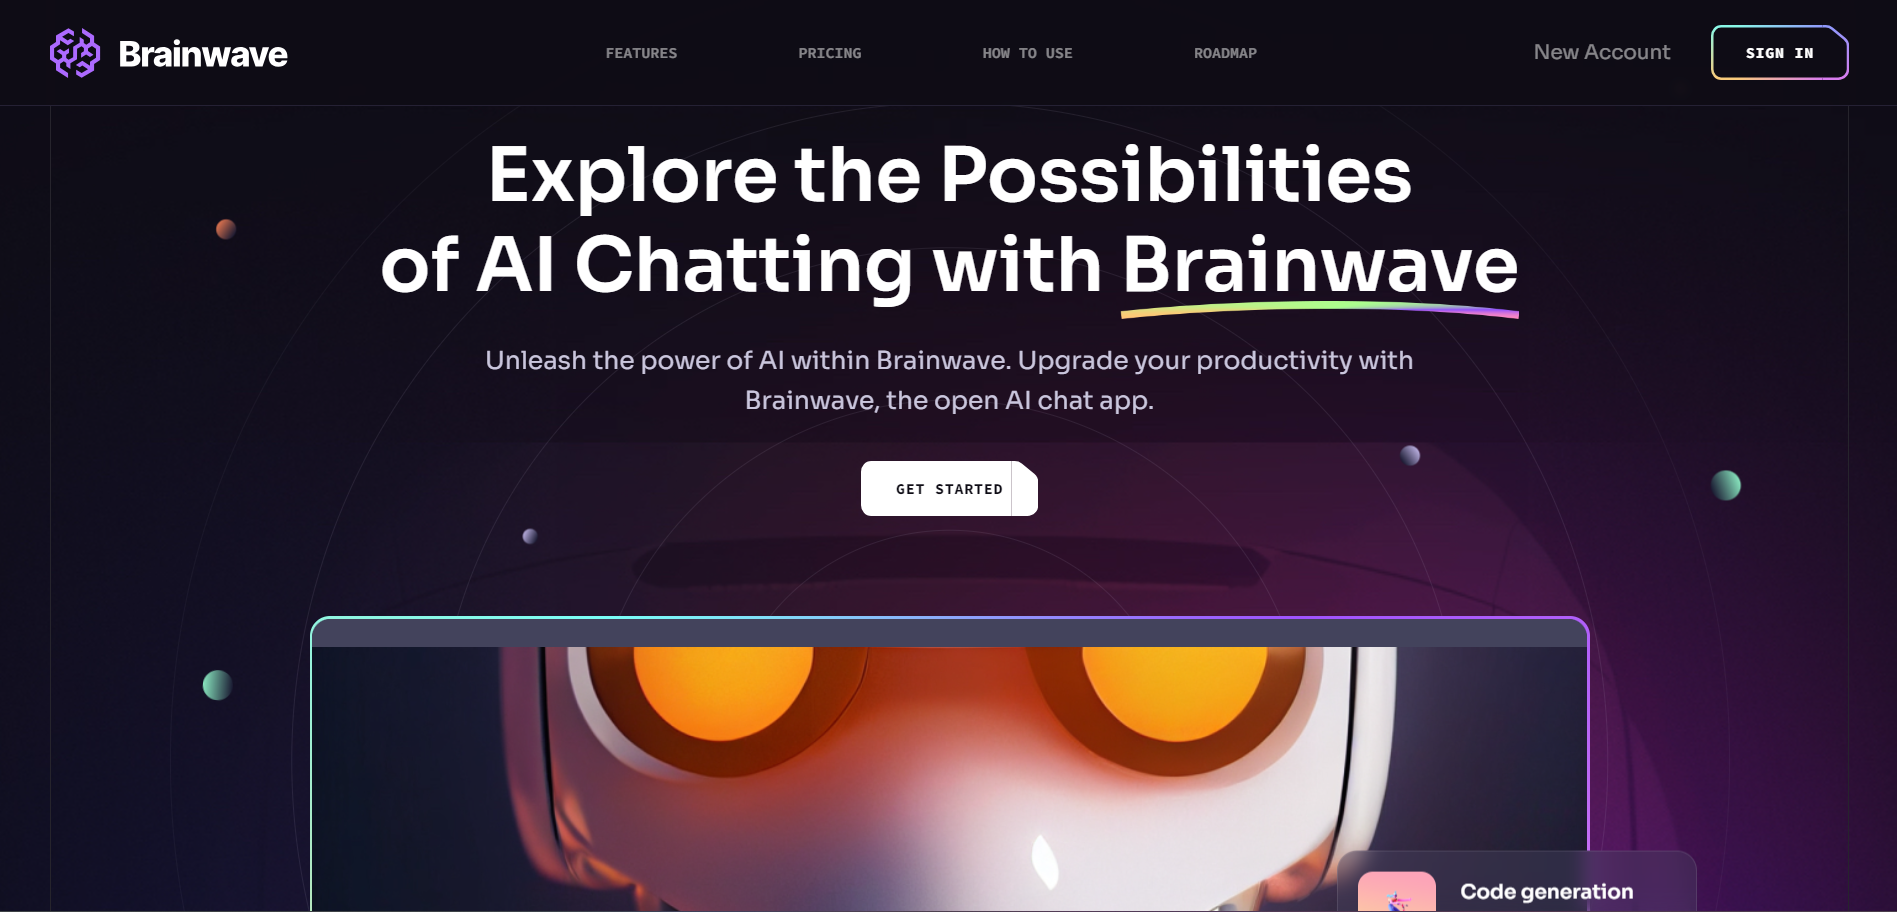 Brainwave
FEATURES
PRICING
HOW TO USE
ROADMAP
New Account
SIGN IN
Explore the Possibilities
of AI Chatting with Brainwave
Unleash the power of AI within Brainwave. Upgrade your productivity with
Brainwave, the open AI chat app.
GET STARTED
Code generation